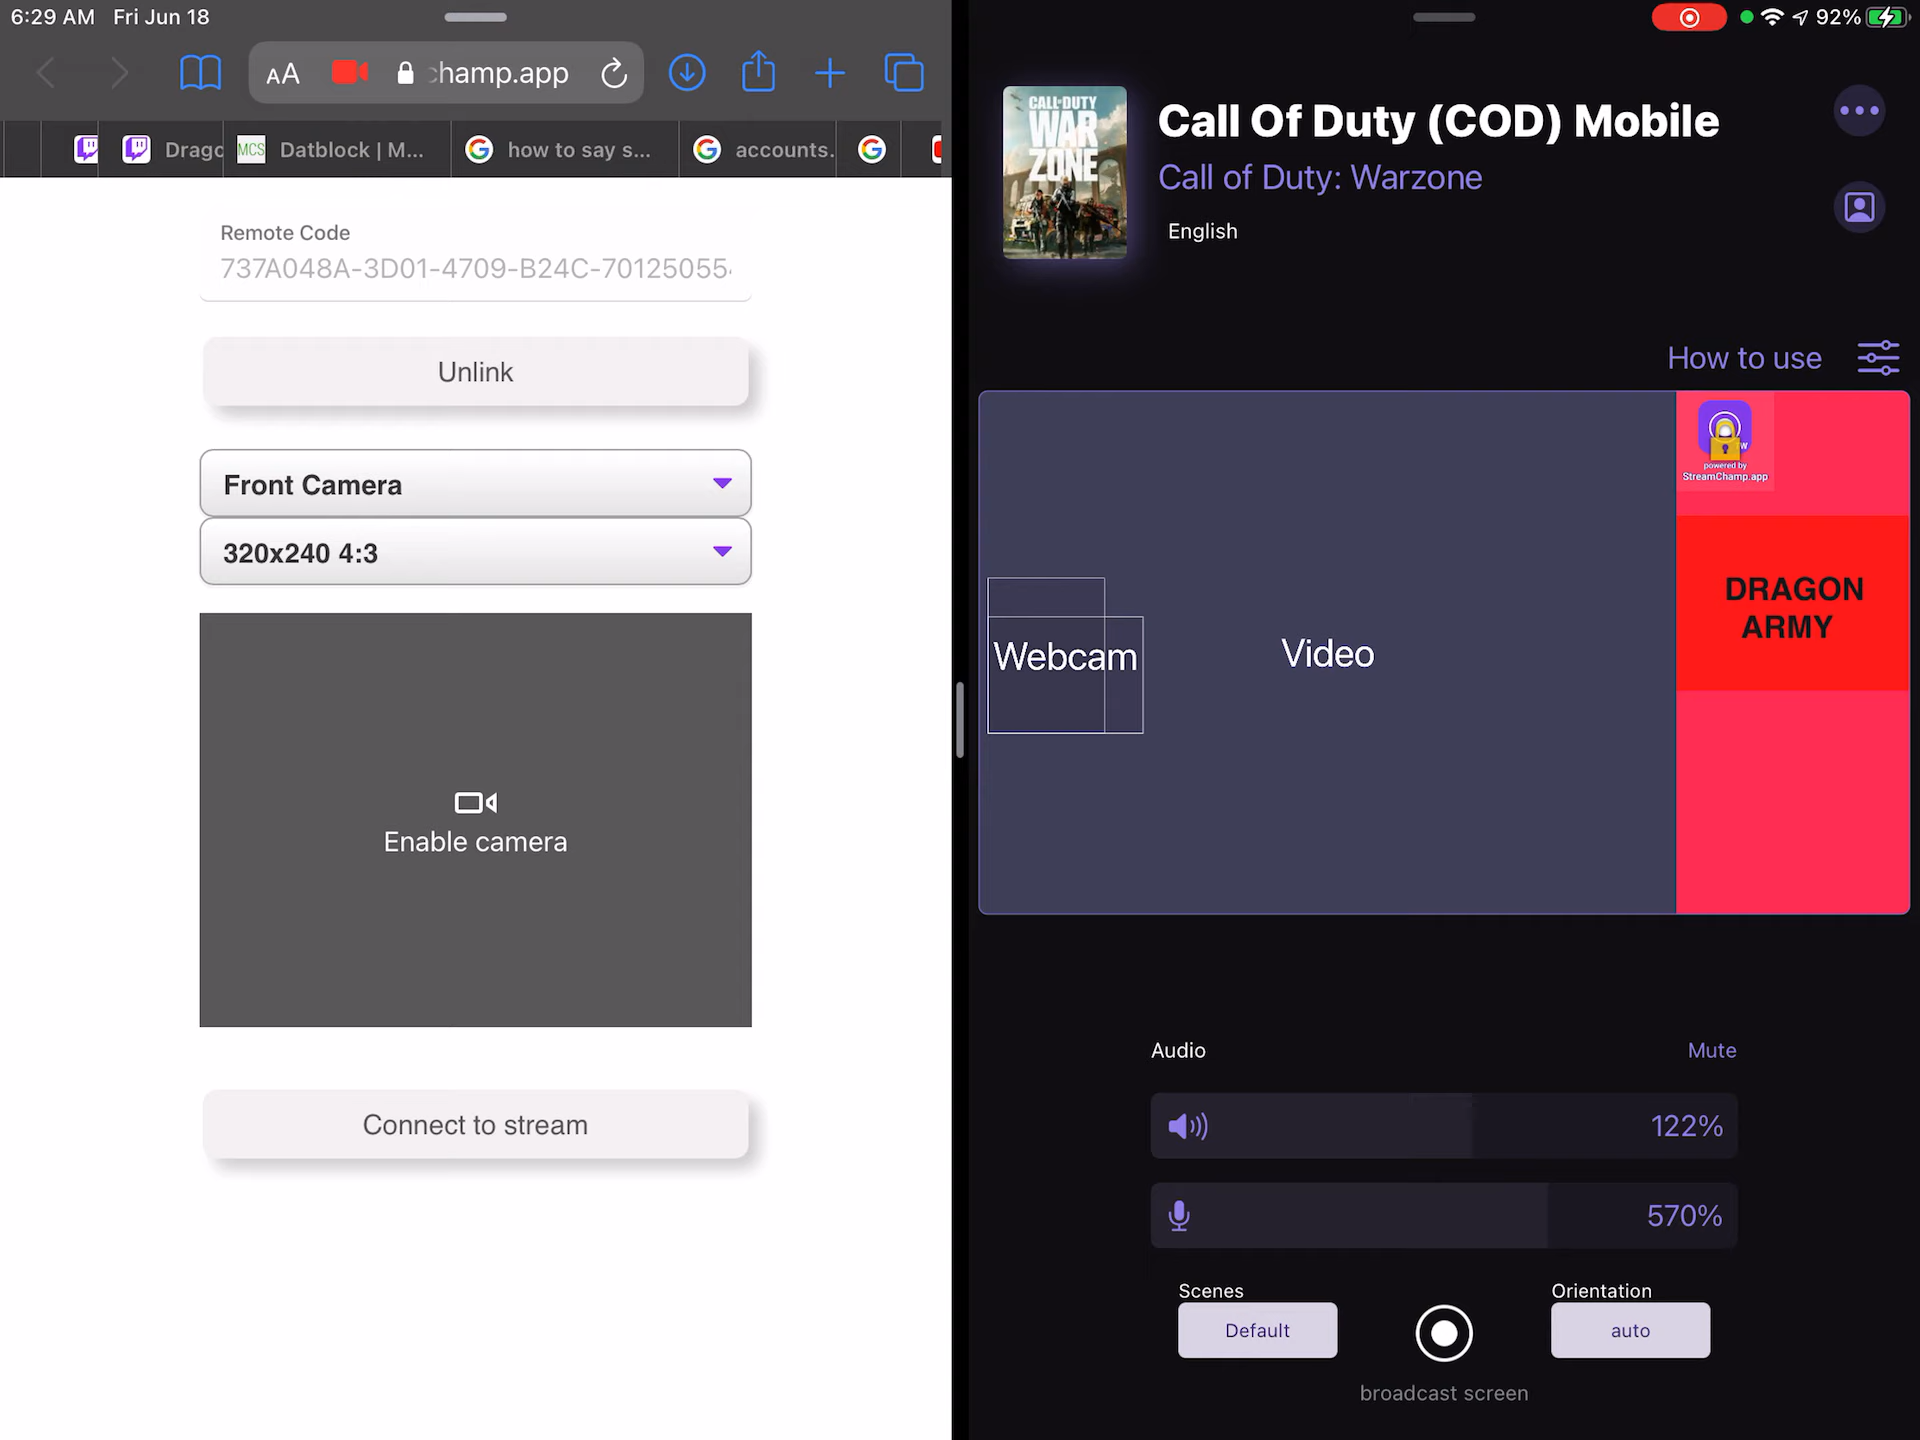 6:29 AM Fri Jun 18
92%
AA champ.app
Drago
MCS Datblock | M...
how to say s...
accounts.
Remote Code
737A048A-3D01-4709-B24C-70125055
Unlink
Front Camera
320x240 4:3
Enable camera
Connect to stream
CALL OF DUTY
WAR
ZONE
Call Of Duty (COD) Mobile
Call of Duty: Warzone
English
How to use
powered by
StreamChamp.app
Webcam
Video
DRAGON
ARMY
Audio
Mute
122%
570%
Scenes
Default
Orientation
auto
broadcast screen